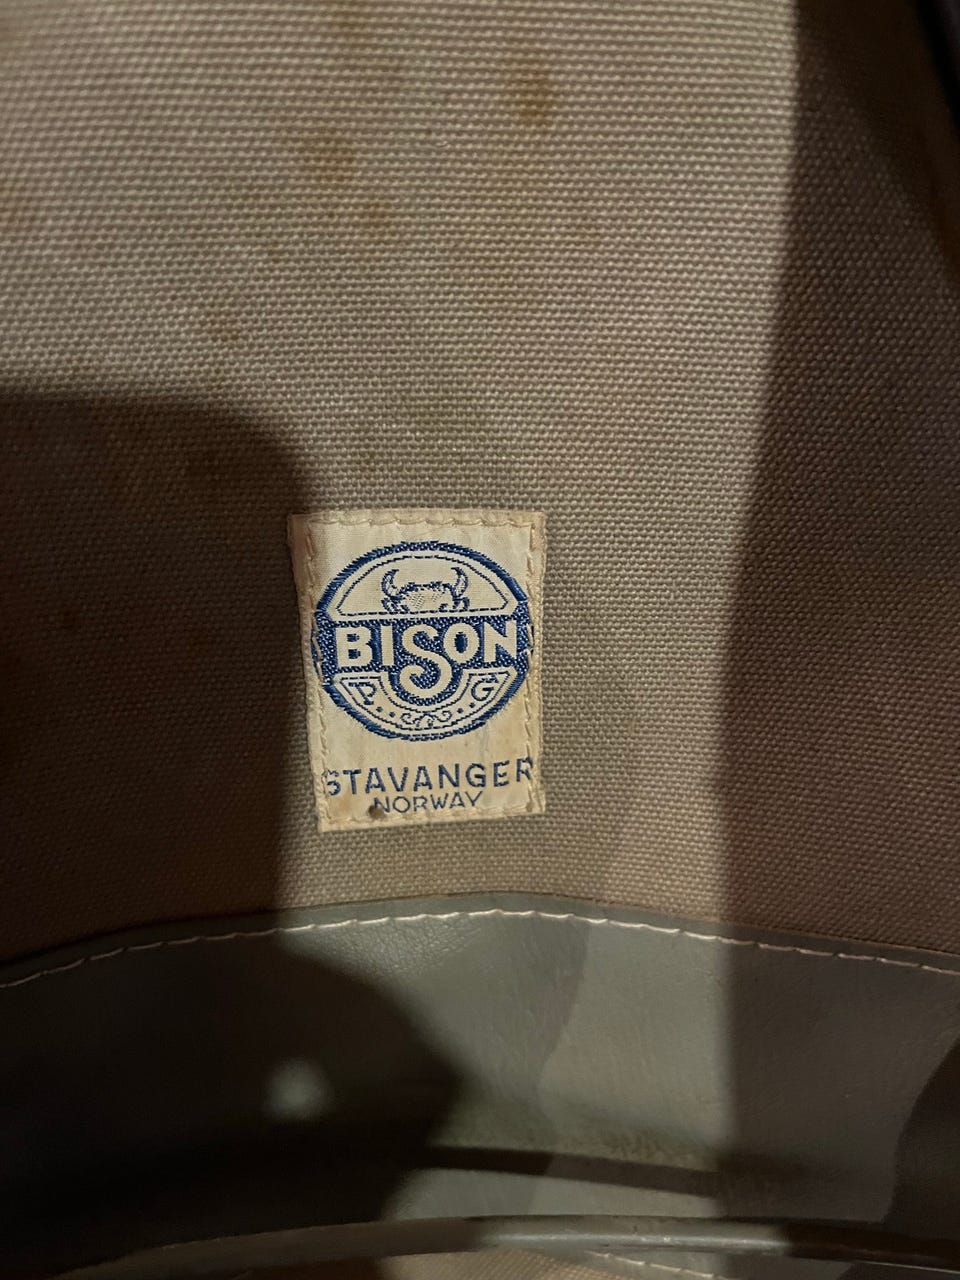 BISON
P. G
STAVANGER
NORWAY